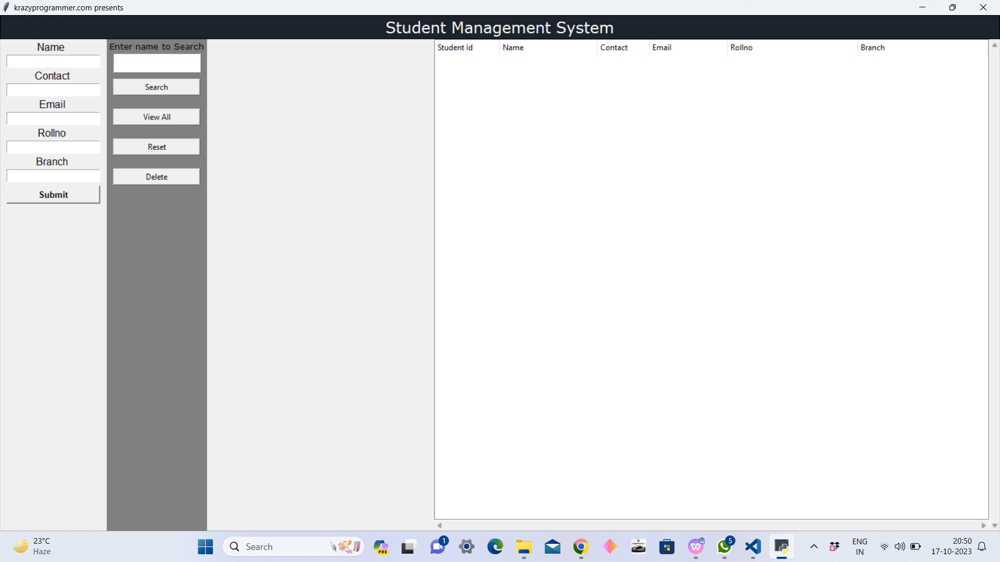 krazyprogrammer.com presents
Student Management System
Name
Contact
Email
Rollno
Branch
Submit
Enter name to Search
Search
View All
Reset
Delete
Student Id Name Contact Email Rollno Branch
23°C
Haze
Search
PRE
1
5
ENG
IN
20:50
17-10-2023